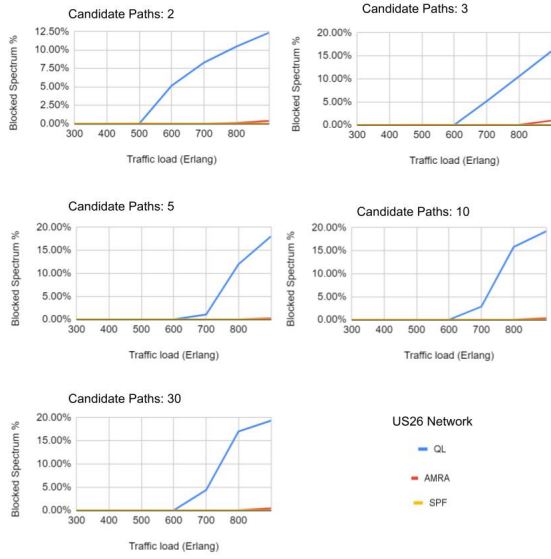 Candidate Paths: 2
Blocked Spectrum %
12.50%
10.00%
7.50%
5.00%
2.50%
0.00%
300 400 500 600 700 800
Traffic load (Erlang)
Candidate Paths: 3
Blocked Spectrum %
20.00%
15.00%
10.00%
5.00%
0.00%
300 400 500 600 700 800
Traffic load (Erlang)
Candidate Paths: 5
Blocked Spectrum %
20.00%
15.00%
10.00%
5.00%
0.00%
300 400 500 600 700 800
Traffic load (Erlang)
Candidate Paths: 10
Blocked Spectrum %
20.00%
15.00%
10.00%
5.00%
0.00%
300 400 500 600 700 800
Traffic load (Erlang)
Candidate Paths: 30
Blocked Spectrum %
20.00%
15.00%
10.00%
5.00%
0.00%
300 400 500 600 700 800
Traffic load (Erlang)
US26 Network
QL
AMRA
SPF